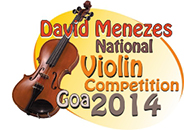 David Menezes
National
Violin
Competition
Goa 2014